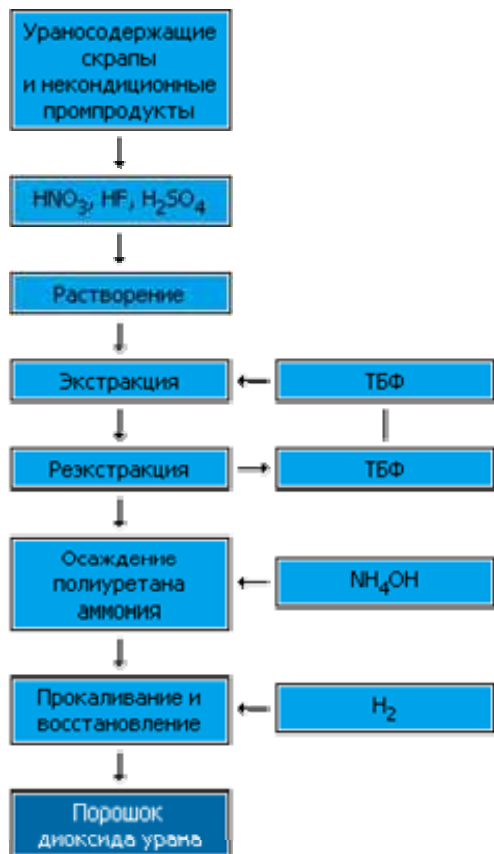 Ураносодержащие
скрапы
и некондиционные
промпродукты
HNO₃, HF, H₂SO₄
Растворение
Экстракция
ТБФ
Реэкстракция
ТБФ
Осаждение
полиуретана
аммония
NH₄OH
Прокаливание и
восстановление
H₂
Порошок
диоксида урана